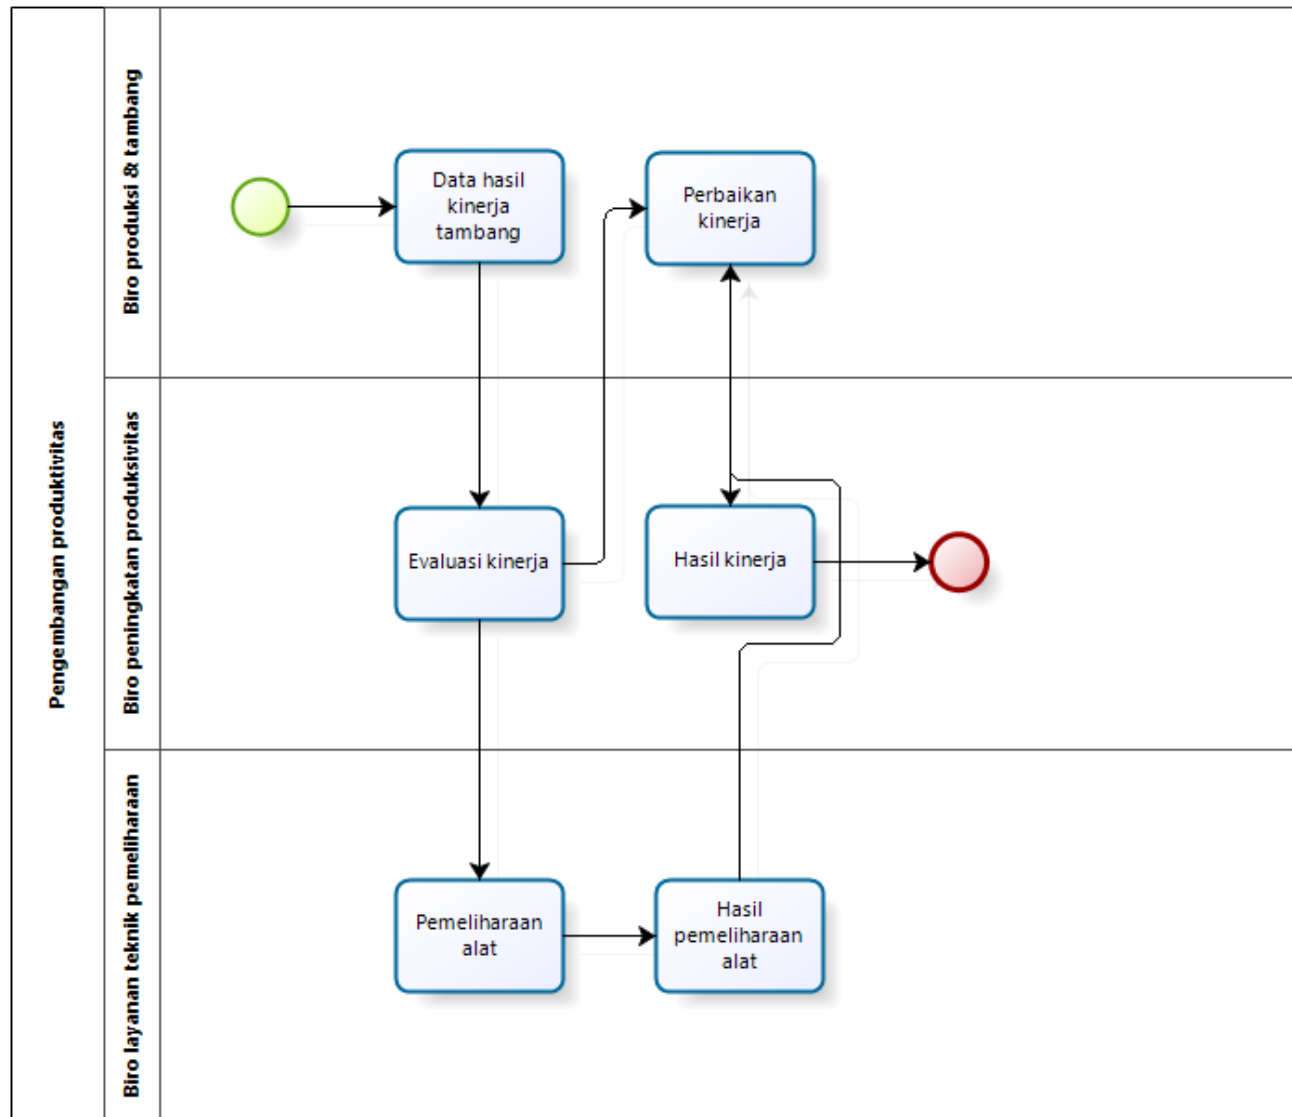 Pengembangan produktivitas
Biro produksi & tambang
Data hasil
kinerja
tambang
Perbaikan
kinerja
Biro peningkatan produksivitas
Evaluasi kinerja
Hasil kinerja
Biro layanan teknik pemeliharaan
Pemeliharaan
alat
Hasil
pemeliharaan
alat